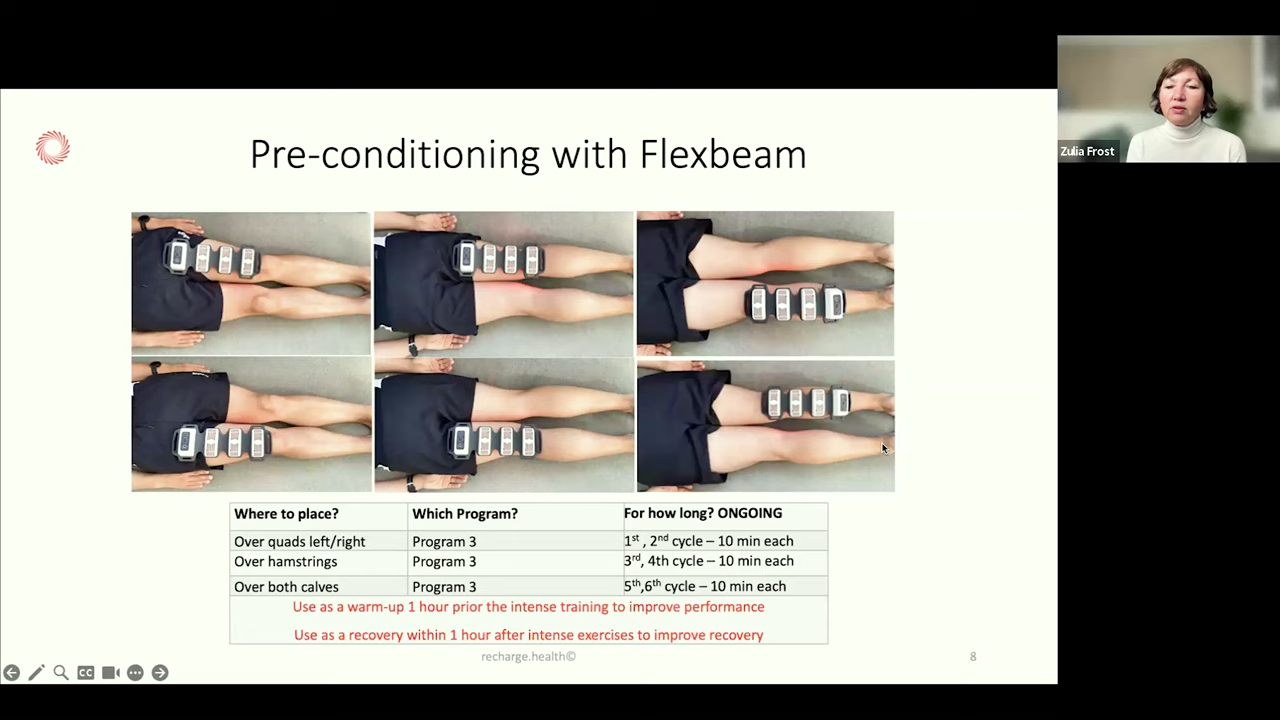 Pre-conditioning with Flexbeam
Zulia Frost
Where to place? Which Program? For how long? ONGOING
Over quads left/right Program 3 1st , 2nd cycle – 10 min each
Over hamstrings Program 3 3rd, 4th cycle – 10 min each
Over both calves Program 3 5th,6th cycle – 10 min each
Use as a warm-up 1 hour prior the intense training to improve performance
Use as a recovery within 1 hour after intense exercises to improve recovery
recharge.health© 8
CC